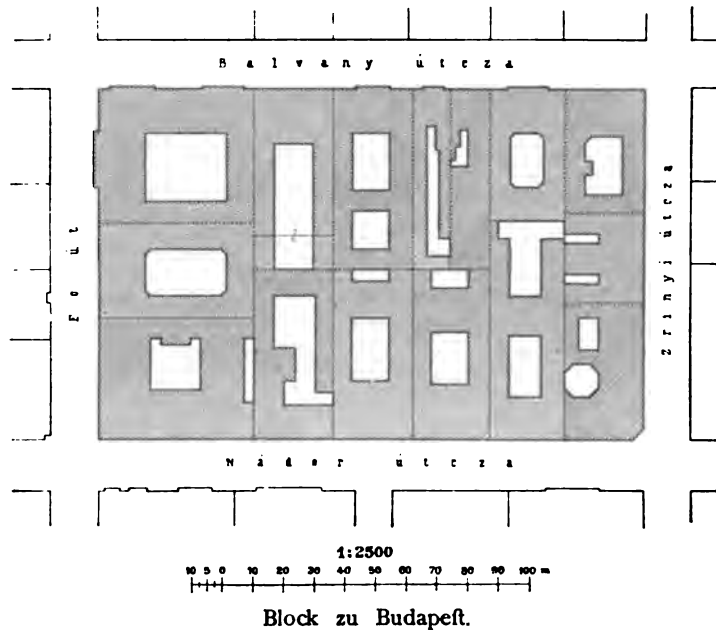 Balvany útcza
Fő út
Zrinyi útcza
Nádor útcza
1:2500
10 5 0 10 20 30 40 50 60 70 80 90 100 m
Block zu Budapeſt.